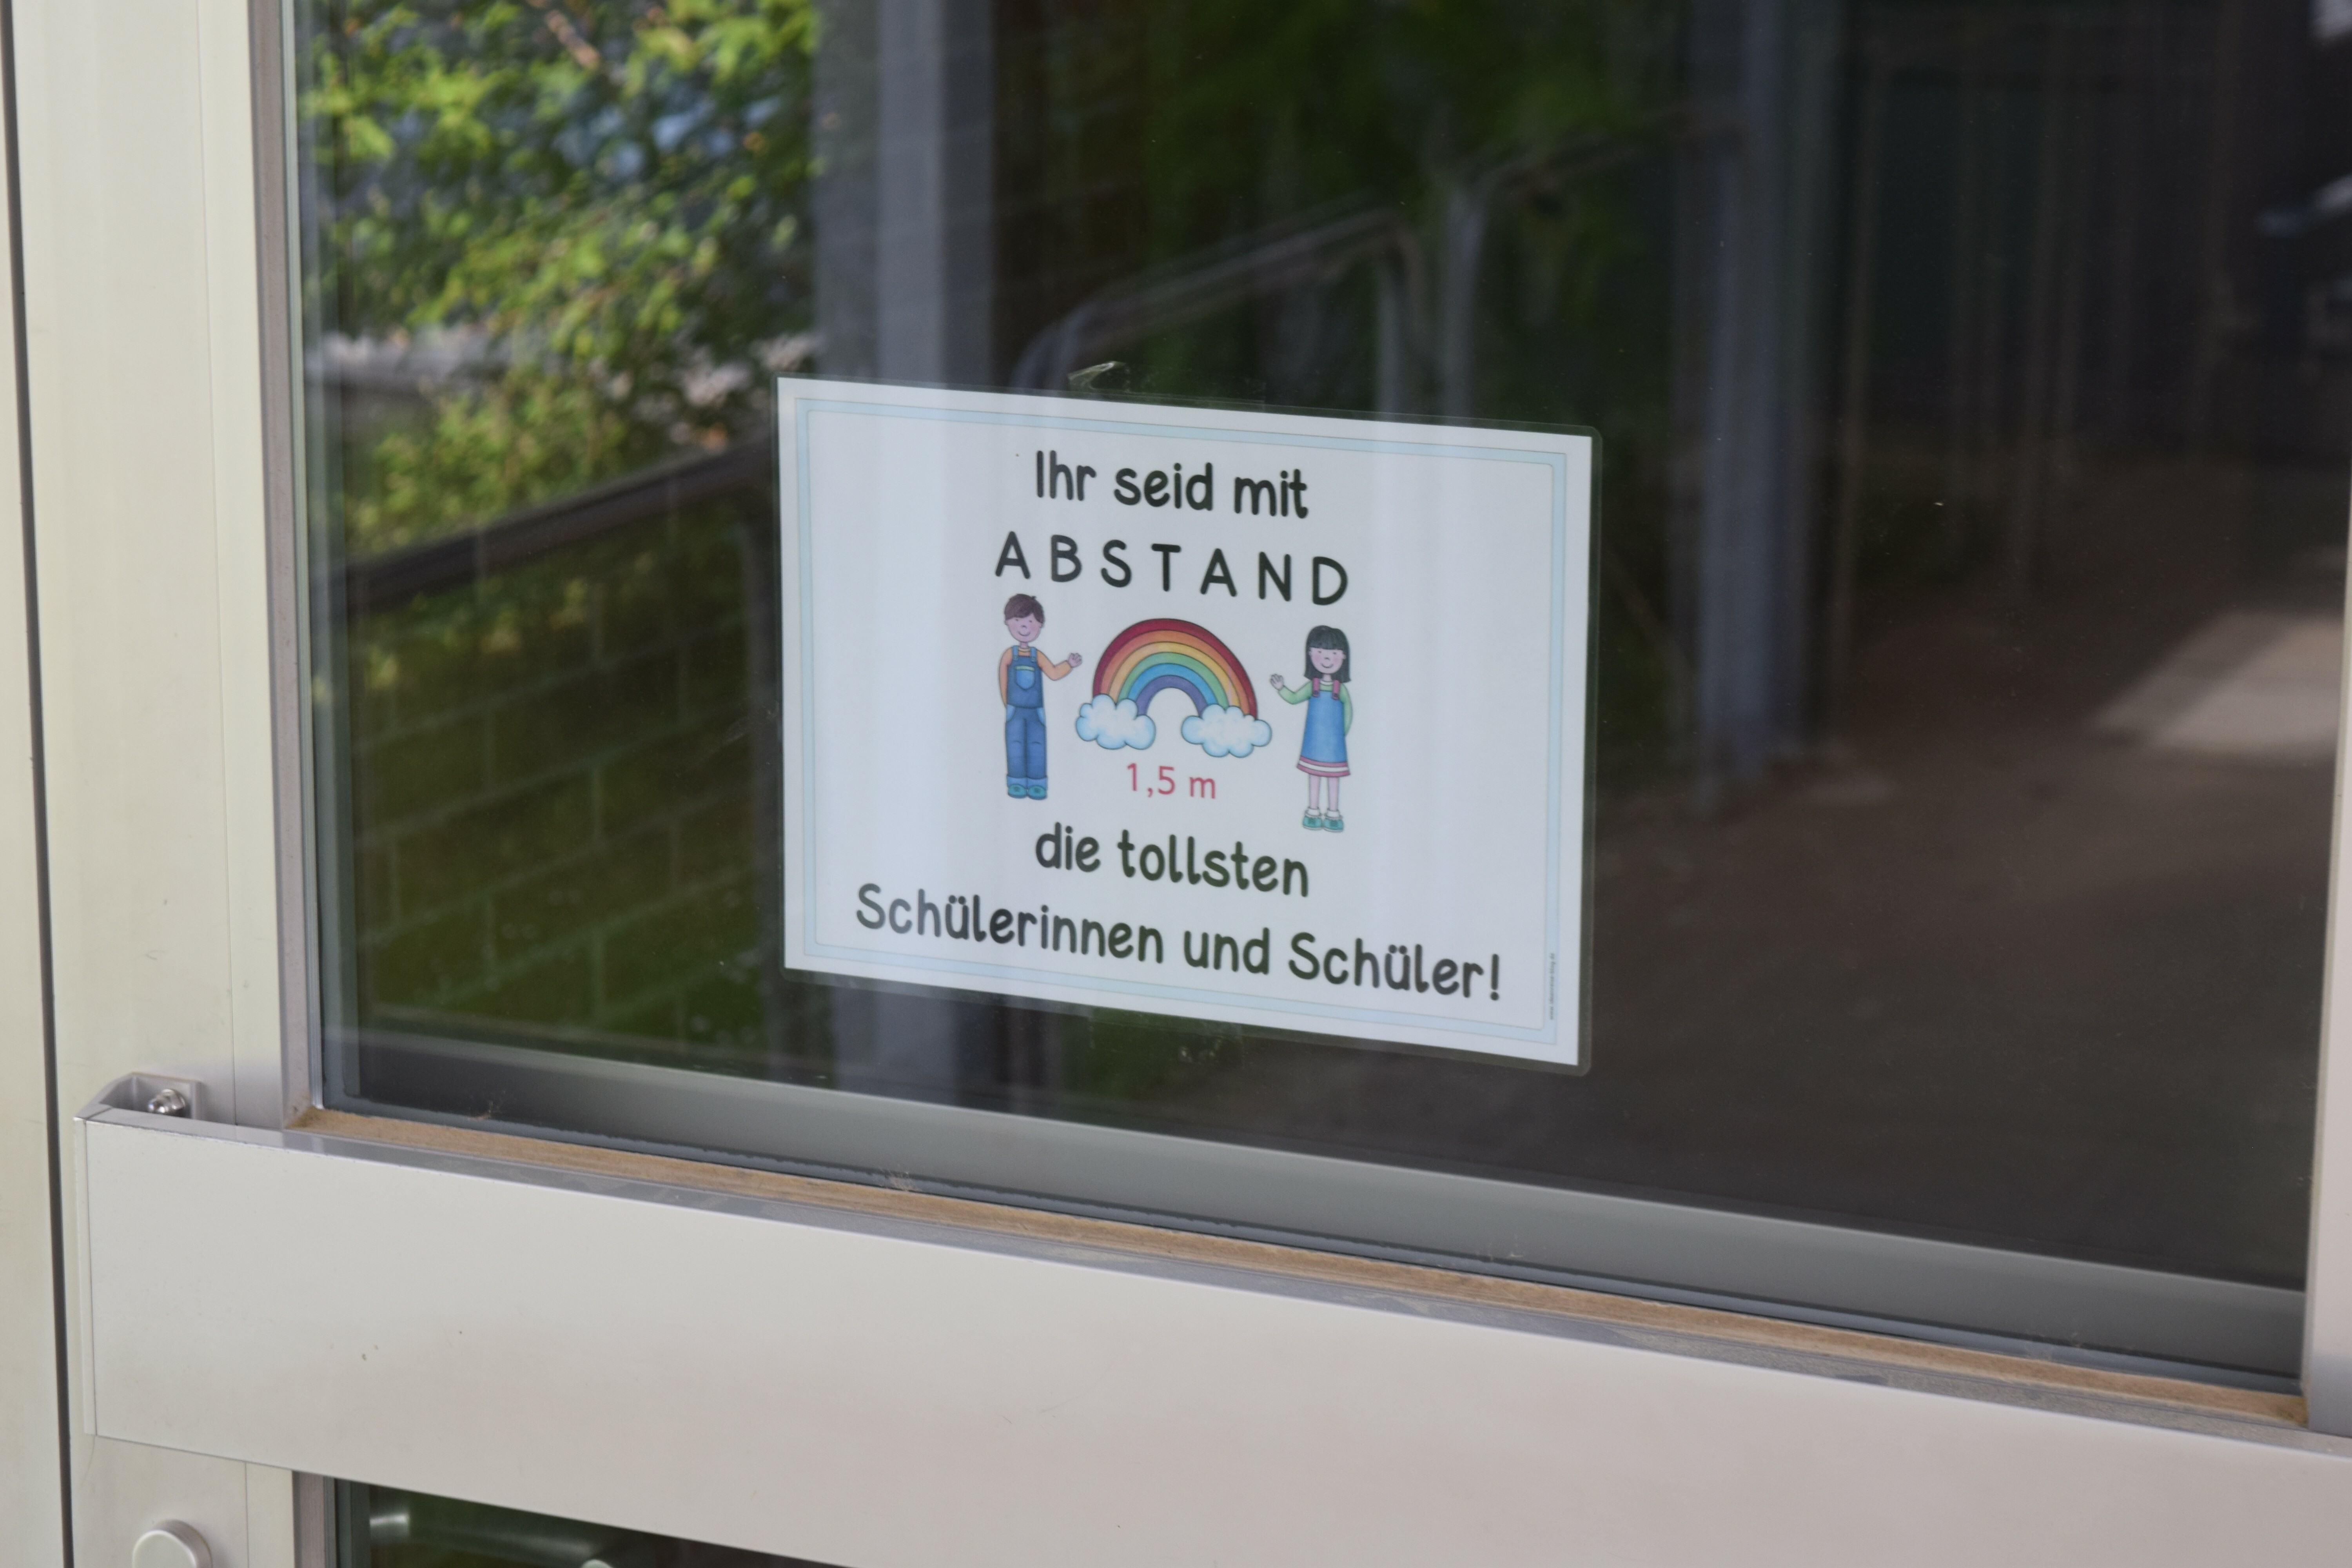 Ihr seid mit
ABSTAND
1,5 m
die tollsten
Schülerinnen und Schüler!